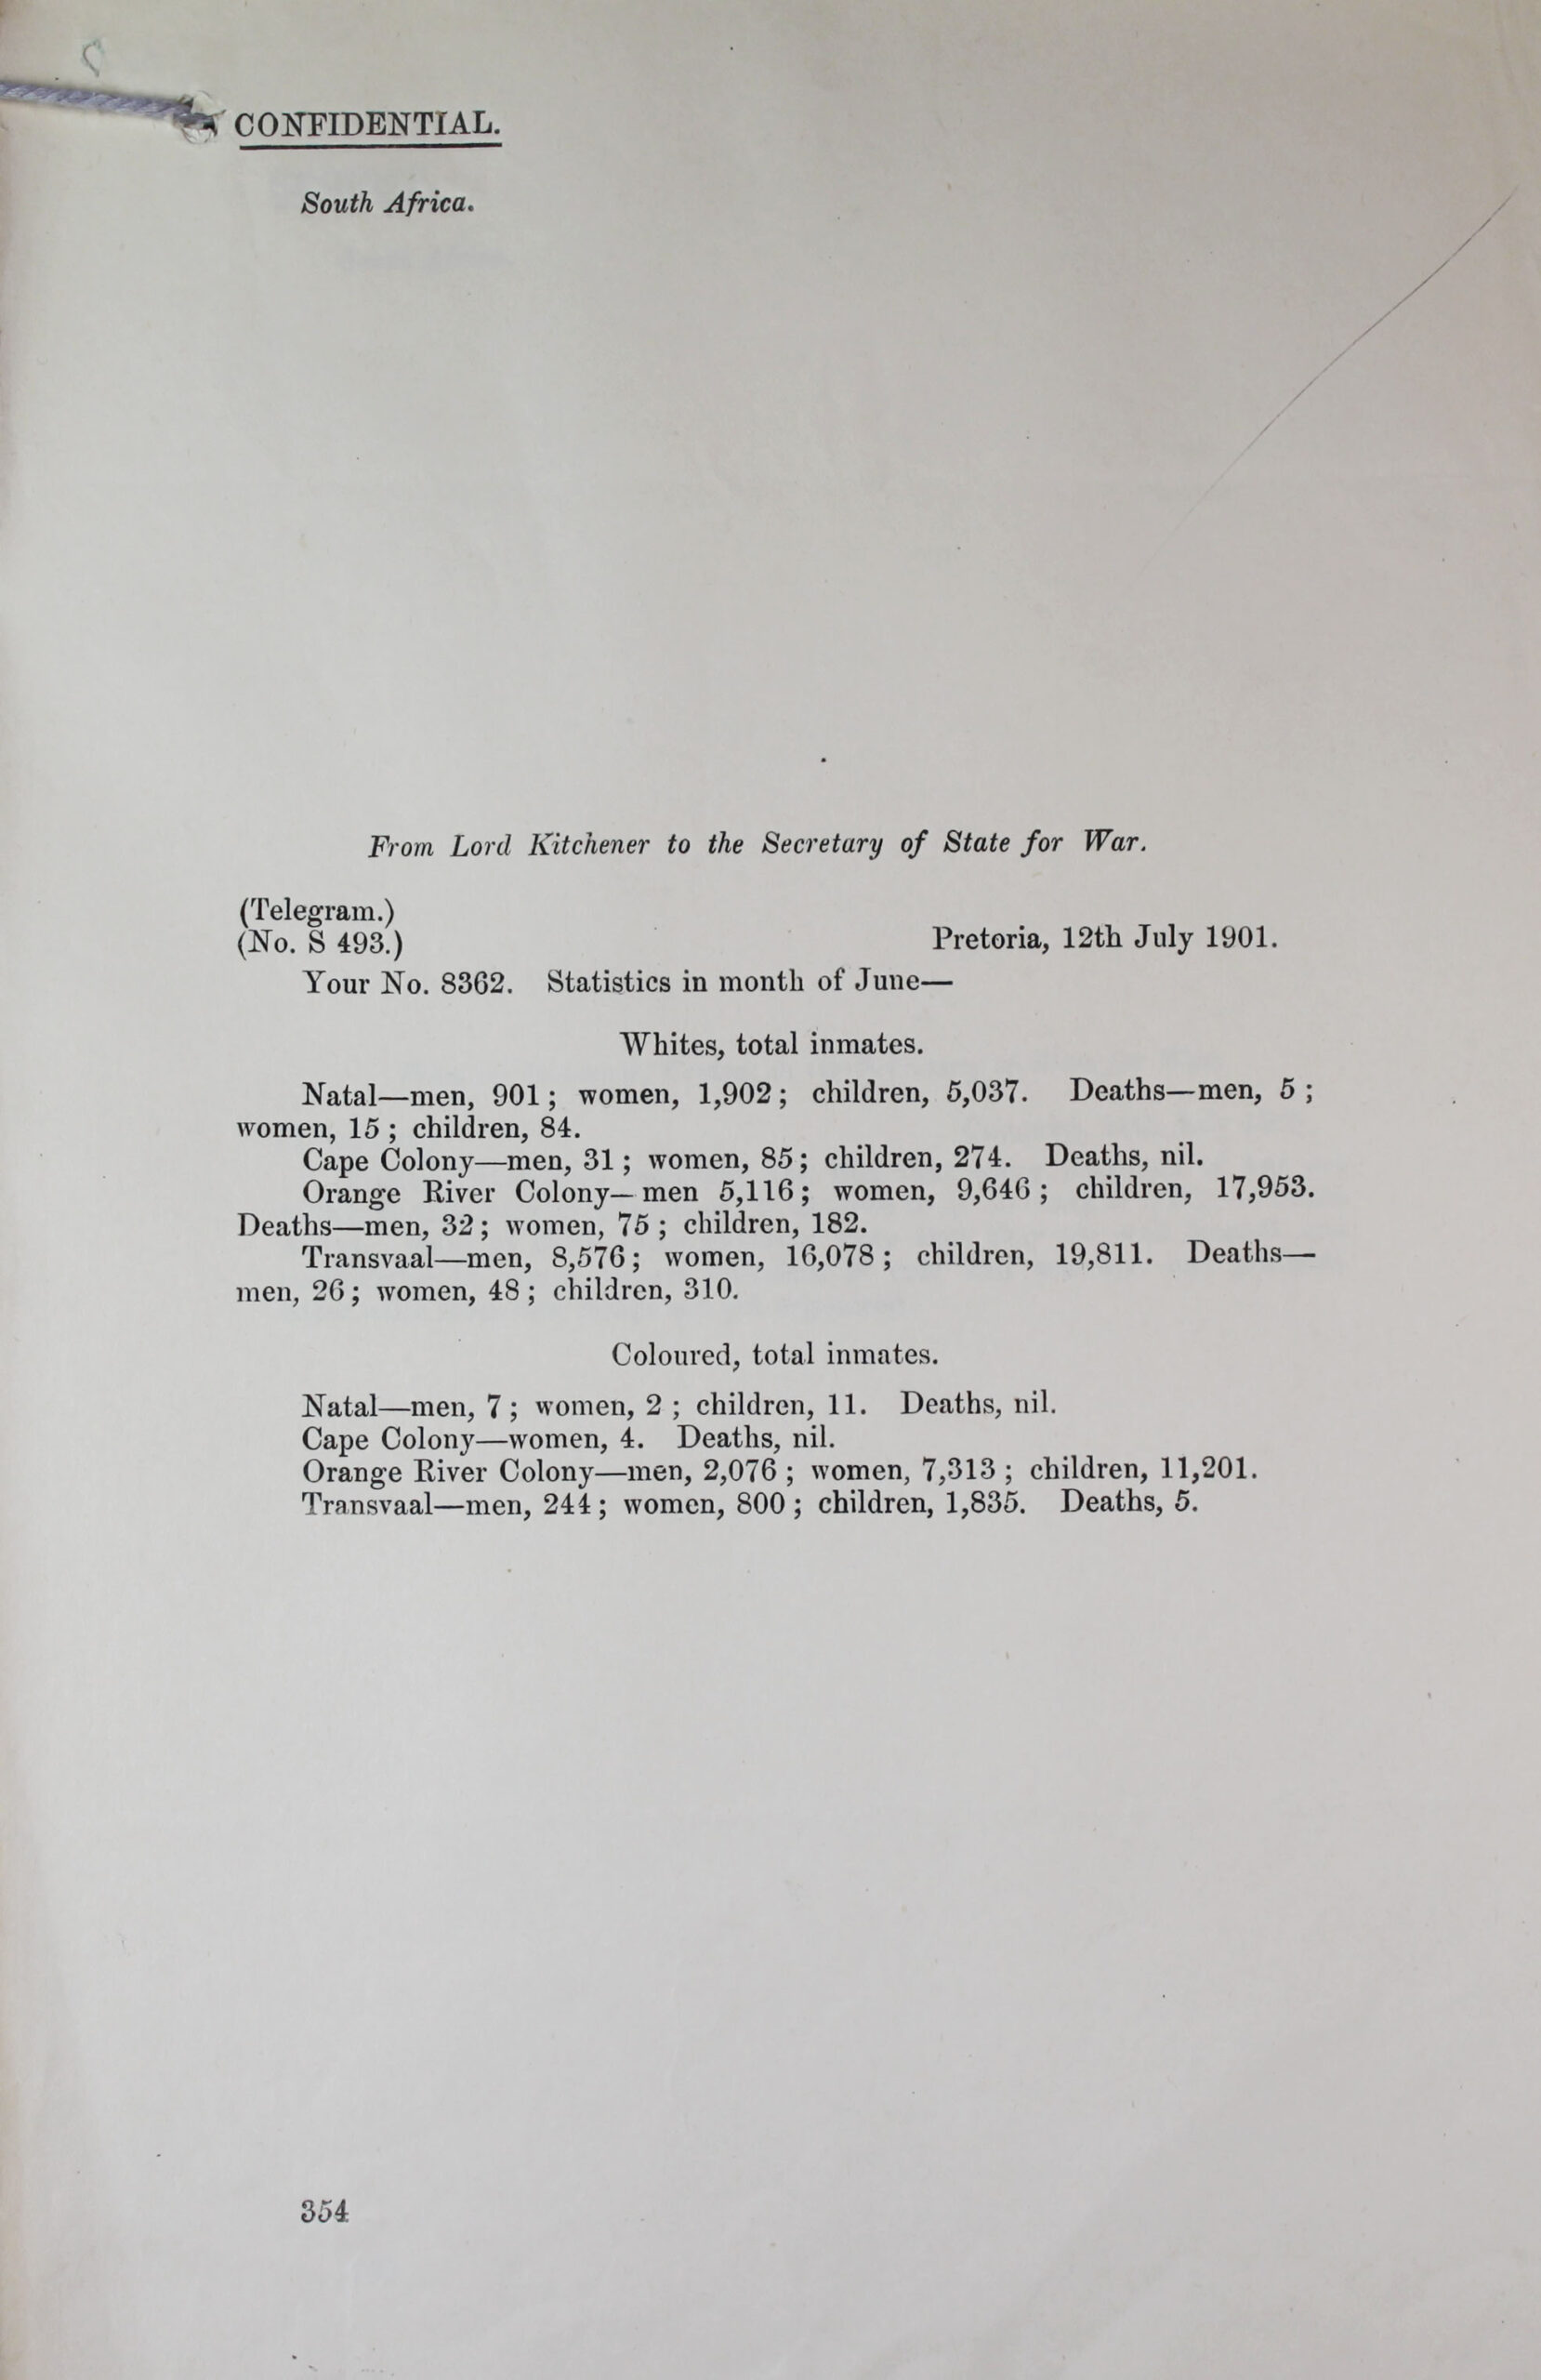 CONFIDENTIAL.
South Africa.
From Lord Kitchener to the Secretary of State for War.
(Telegram.)
(No. S 493.) Pretoria, 12th July 1901.
Your No. 8362. Statistics in month of June—
Whites, total inmates.
Natal—men, 901; women, 1,902; children, 5,037. Deaths—men, 5;
women, 15; children, 84.
Cape Colony—men, 31; women, 85; children, 274. Deaths, nil.
Orange River Colony—men 5,116; women, 9,646; children, 17,953.
Deaths—men, 32; women, 75; children, 182.
Transvaal—men, 8,576; women, 16,078; children, 19,811. Deaths—
men, 26; women, 48; children, 310.
Coloured, total inmates.
Natal—men, 7; women, 2; children, 11. Deaths, nil.
Cape Colony—women, 4. Deaths, nil.
Orange River Colony—men, 2,076; women, 7,313; children, 11,201.
Transvaal—men, 244; women, 800; children, 1,835. Deaths, 5.
354